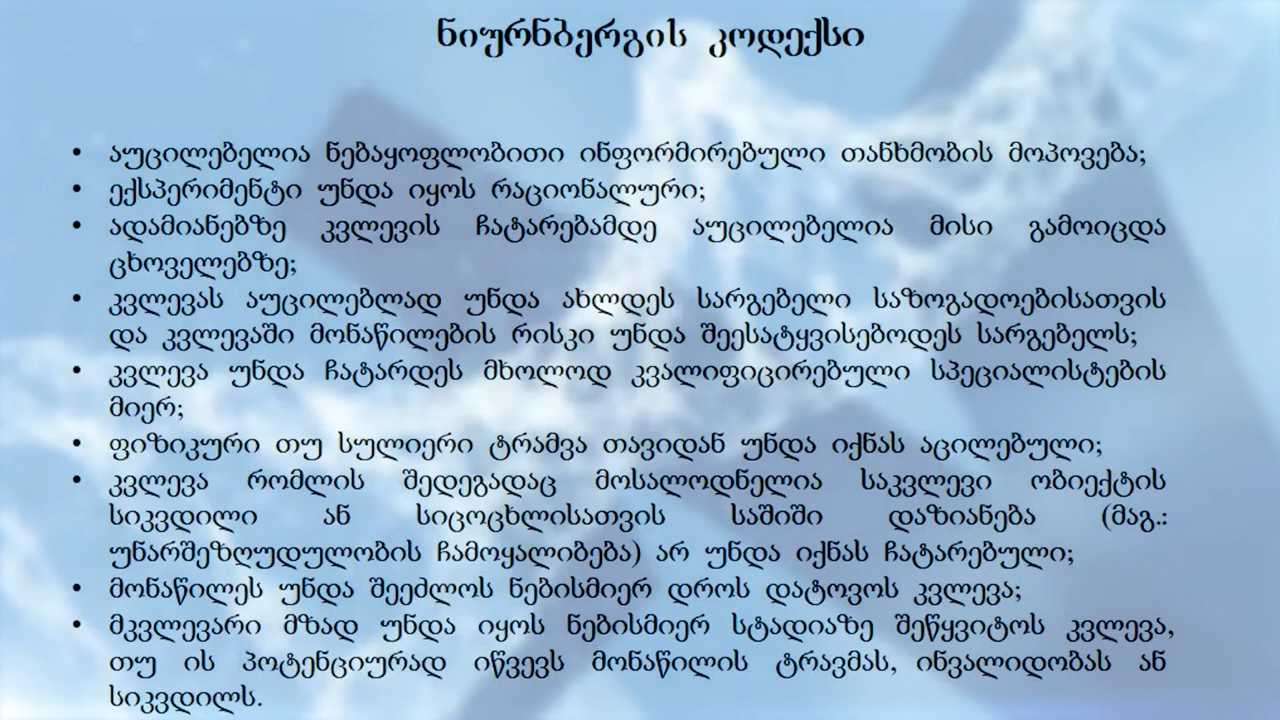 ნიურნბერგის კოდექსი
• აუცილებელია ნებაყოფლობითი ინფორმირებული თანხმობის მოპოვება;
• ექსპერიმენტი უნდა იყოს რაციონალური;
• ადამიანებზე კვლევის ჩატარებამდე აუცილებელია მისი გამოიცდა
ცხოველებზე;
• კვლევას აუცილებლად უნდა ახლდეს სარგებელი საზოგადოებისათვის
და კვლევაში მონაწილების რისკი უნდა შეესატყვისებოდეს სარგებელს;
• კვლევა უნდა ჩატარდეს მხოლოდ კვალიფიცირებული სპეციალისტების
მიერ;
• ფიზიკური თუ სულიერი ტრამვა თავიდან უნდა იქნას აცილებული;
• კვლევა რომლის შედეგადაც მოსალოდნელია საკვლევი ობიექტის
სიკვდილი ან სიცოცხლისათვის საშიში დაზიანება (მაგ.:
უნარშეზღუდულობის ჩამოყალიბება) არ უნდა იქნას ჩატარებული;
• მონაწილეს უნდა შეეძლოს ნებისმიერ დროს დატოვოს კვლევა;
• მკვლევარი მზად უნდა იყოს ნებისმიერ სტადიაზე შეწყვიტოს კვლევა,
თუ ის პოტენციურად იწვევს მონაწილის ტრავმას, ინვალიდობას ან
სიკვდილს.